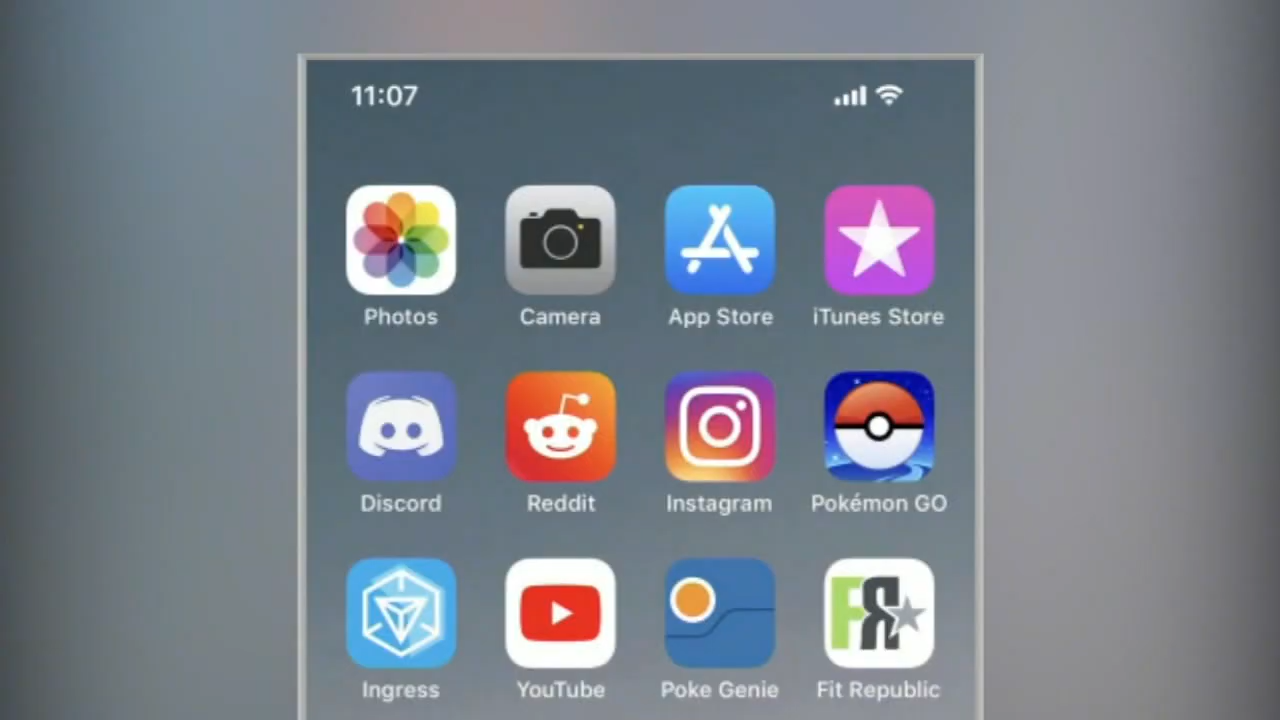 11:07
Photos Camera App Store iTunes Store
Discord Reddit Instagram Pokémon GO
FR
Ingress YouTube Poke Genie Fit Republic